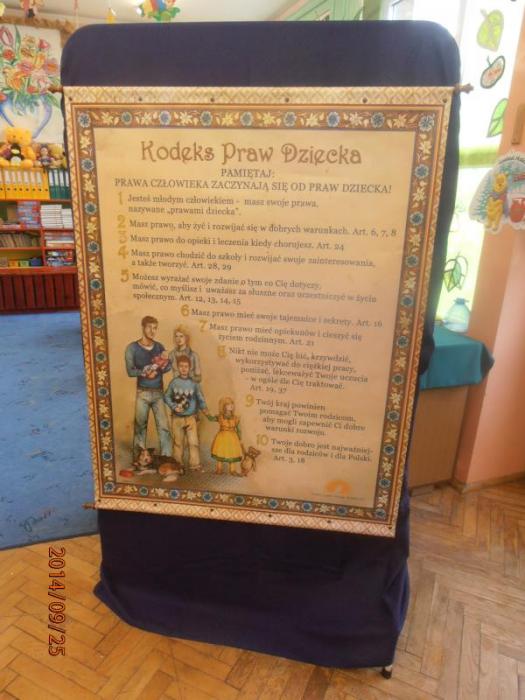 Kodeks Praw Dziecka
PAMIĘTAJ:
PRAWA CZŁOWIEKA ZACZYNAJĄ SIĘ OD PRAW DZIECKA!
1 Jesteś młodym człowiekiem - masz swoje prawa,
nazywane „prawami dziecka".
2 Masz prawo, aby żyć i rozwijać się w dobrych warunkach. Art. 6, 7, 8
3 Masz prawo do opieki i leczenia kiedy chorujesz. Art. 24
4 Masz prawo chodzić do szkoły i rozwijać swoje zainteresowania,
a także tworzyć. Art. 28, 29
5 Możesz wyrażać swoje zdanie o tym co Cię dotyczy,
mówić, co myślisz i uważasz za słuszne oraz uczestniczyć w życiu
społecznym. Art. 12, 13, 14, 15
6 Masz prawo mieć swoje tajemnice i sekrety. Art. 16
7 Masz prawo mieć opiekunów i cieszyć się
życiem rodzinnym. Art. 21
8 Nikt nie może Cię bić, krzywdzić,
wykorzystywać do ciężkiej pracy,
poniżać, lekceważyć Twoje uczucia
- w ogóle źle Cię traktować.
Art. 19, 37
9 Twój kraj powinien
pomagać Twoim rodzicom,
aby mogli zapewnić Ci dobre
warunki rozwoju.
10 Twoje dobro jest najważniej-
sze dla rodziców i dla Polski.
Art. 3, 18
2014/09/25